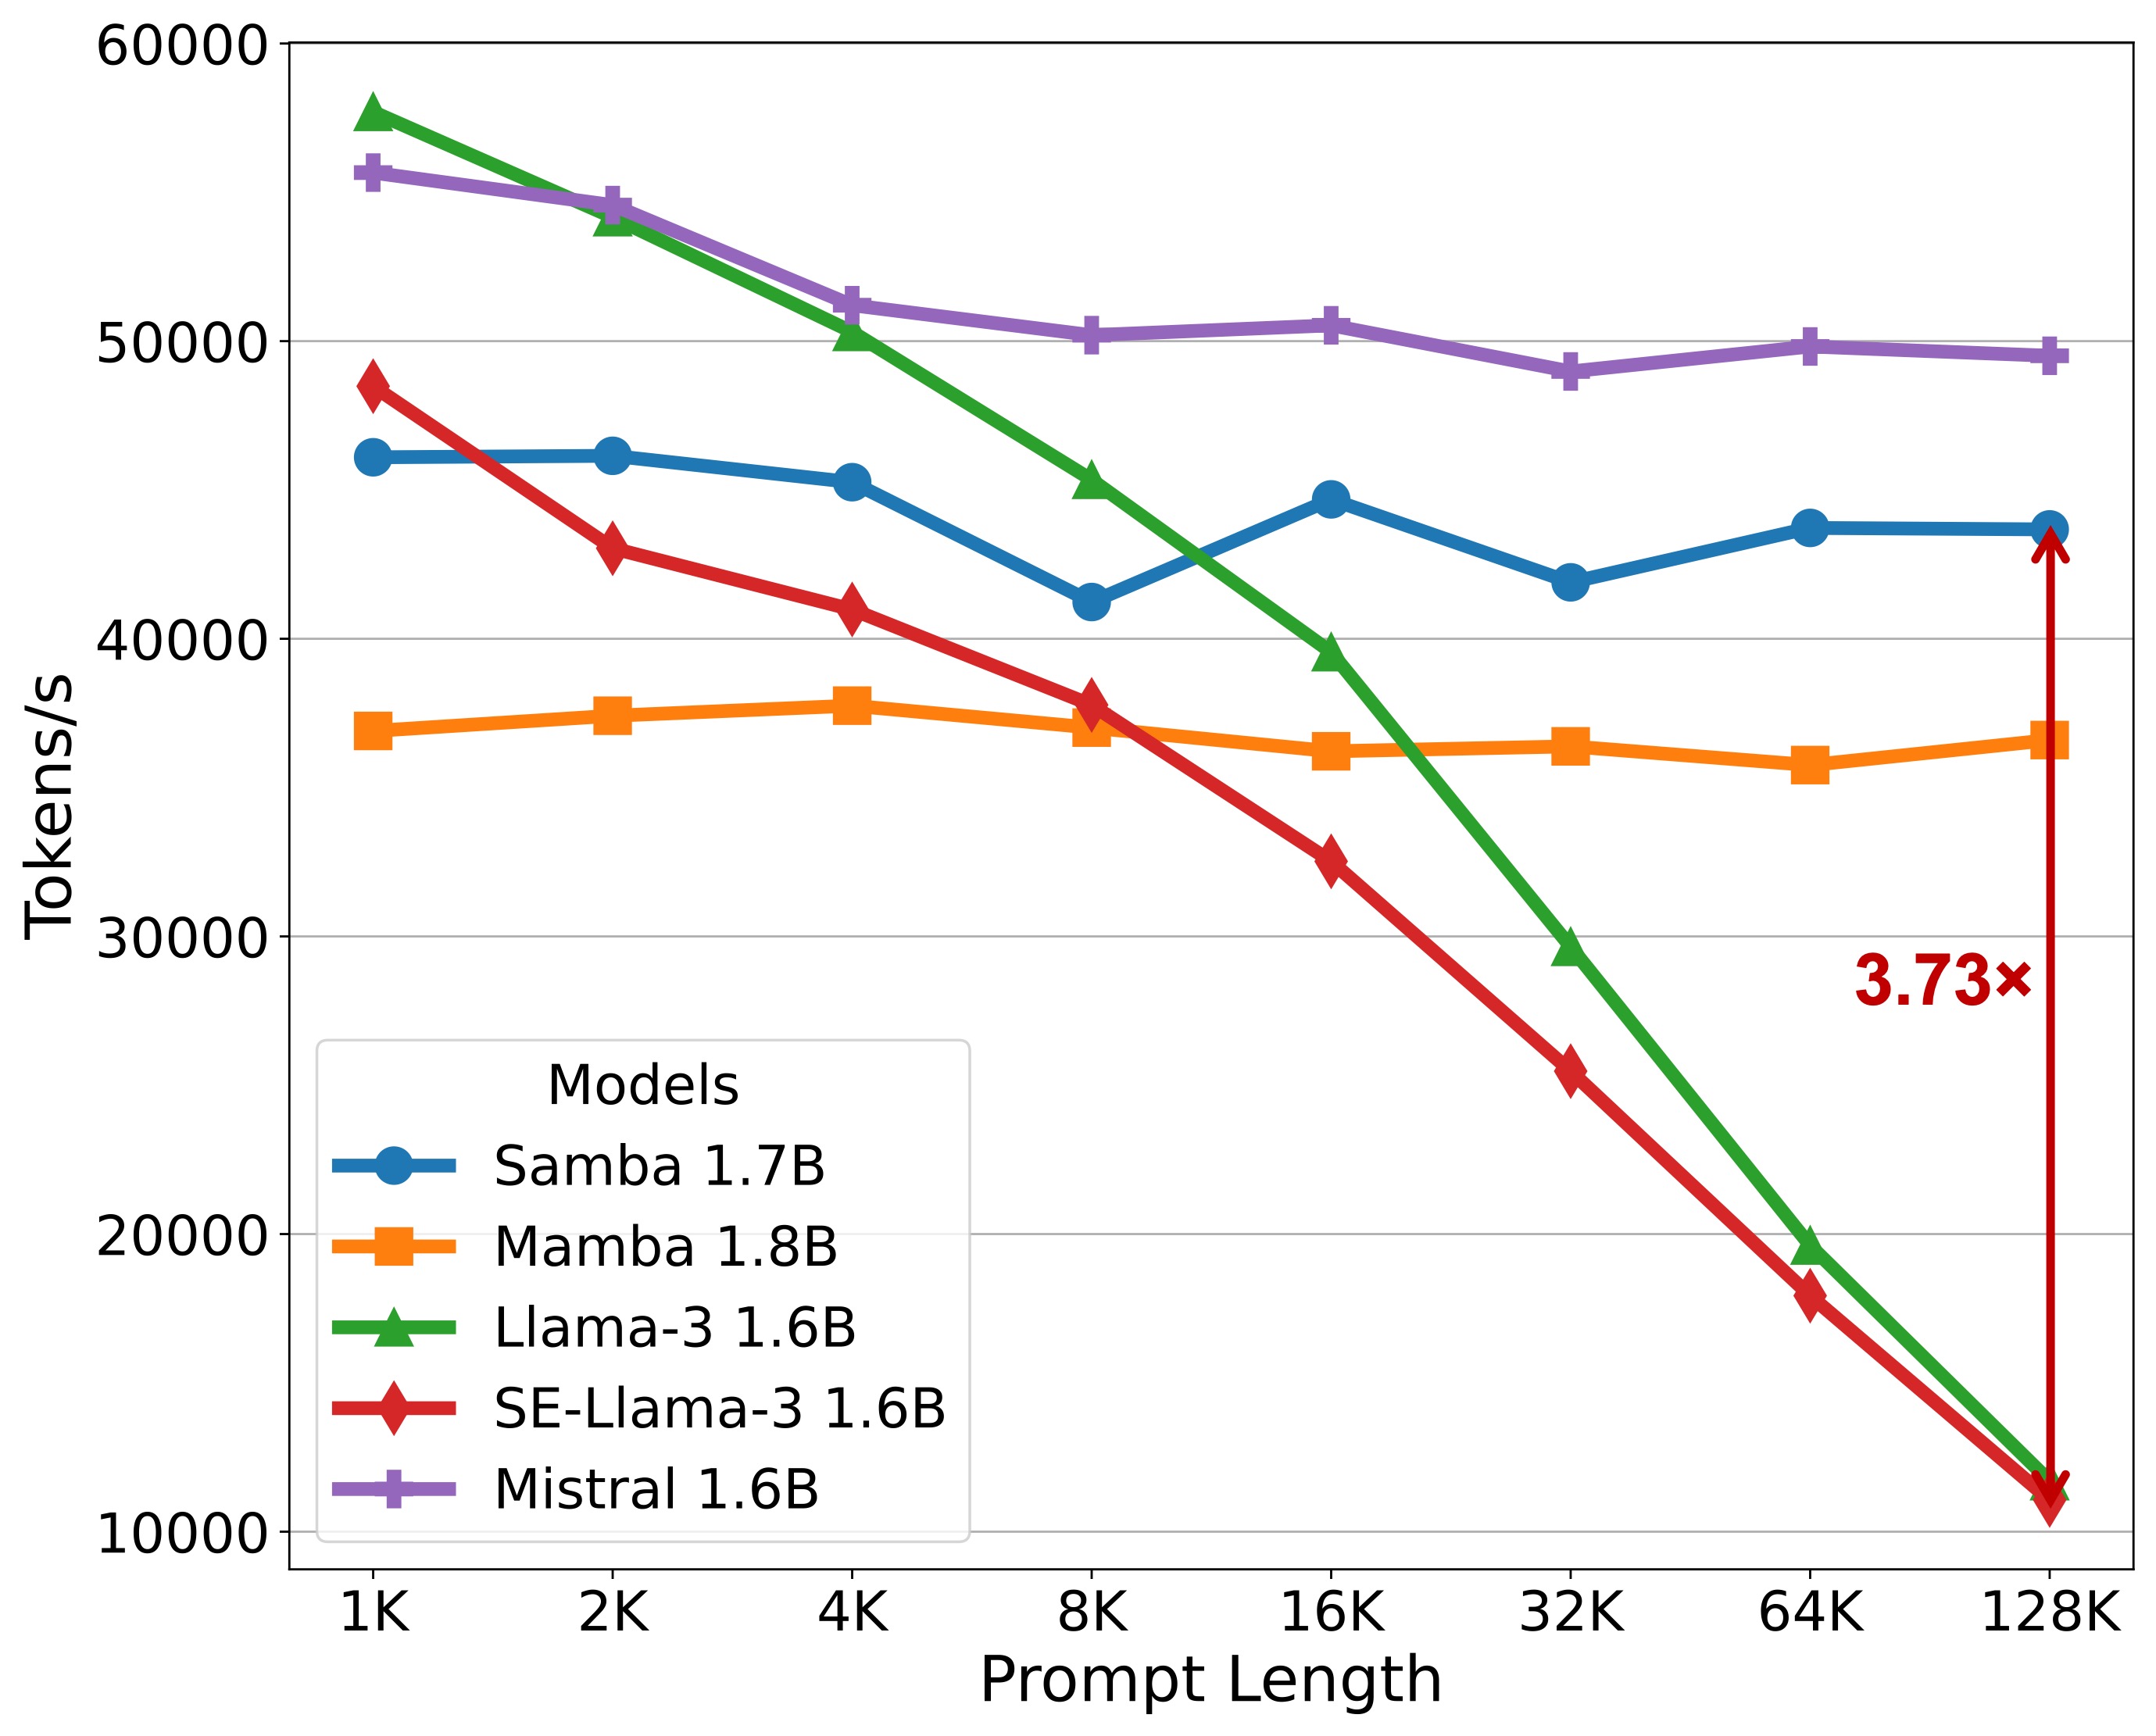 60000
50000
40000
30000
20000
10000
Tokens/s
3.73×
Models
Samba 1.7B
Mamba 1.8B
Llama-3 1.6B
SE-Llama-3 1.6B
Mistral 1.6B
1K 2K 4K 8K 16K 32K 64K 128K
Prompt Length